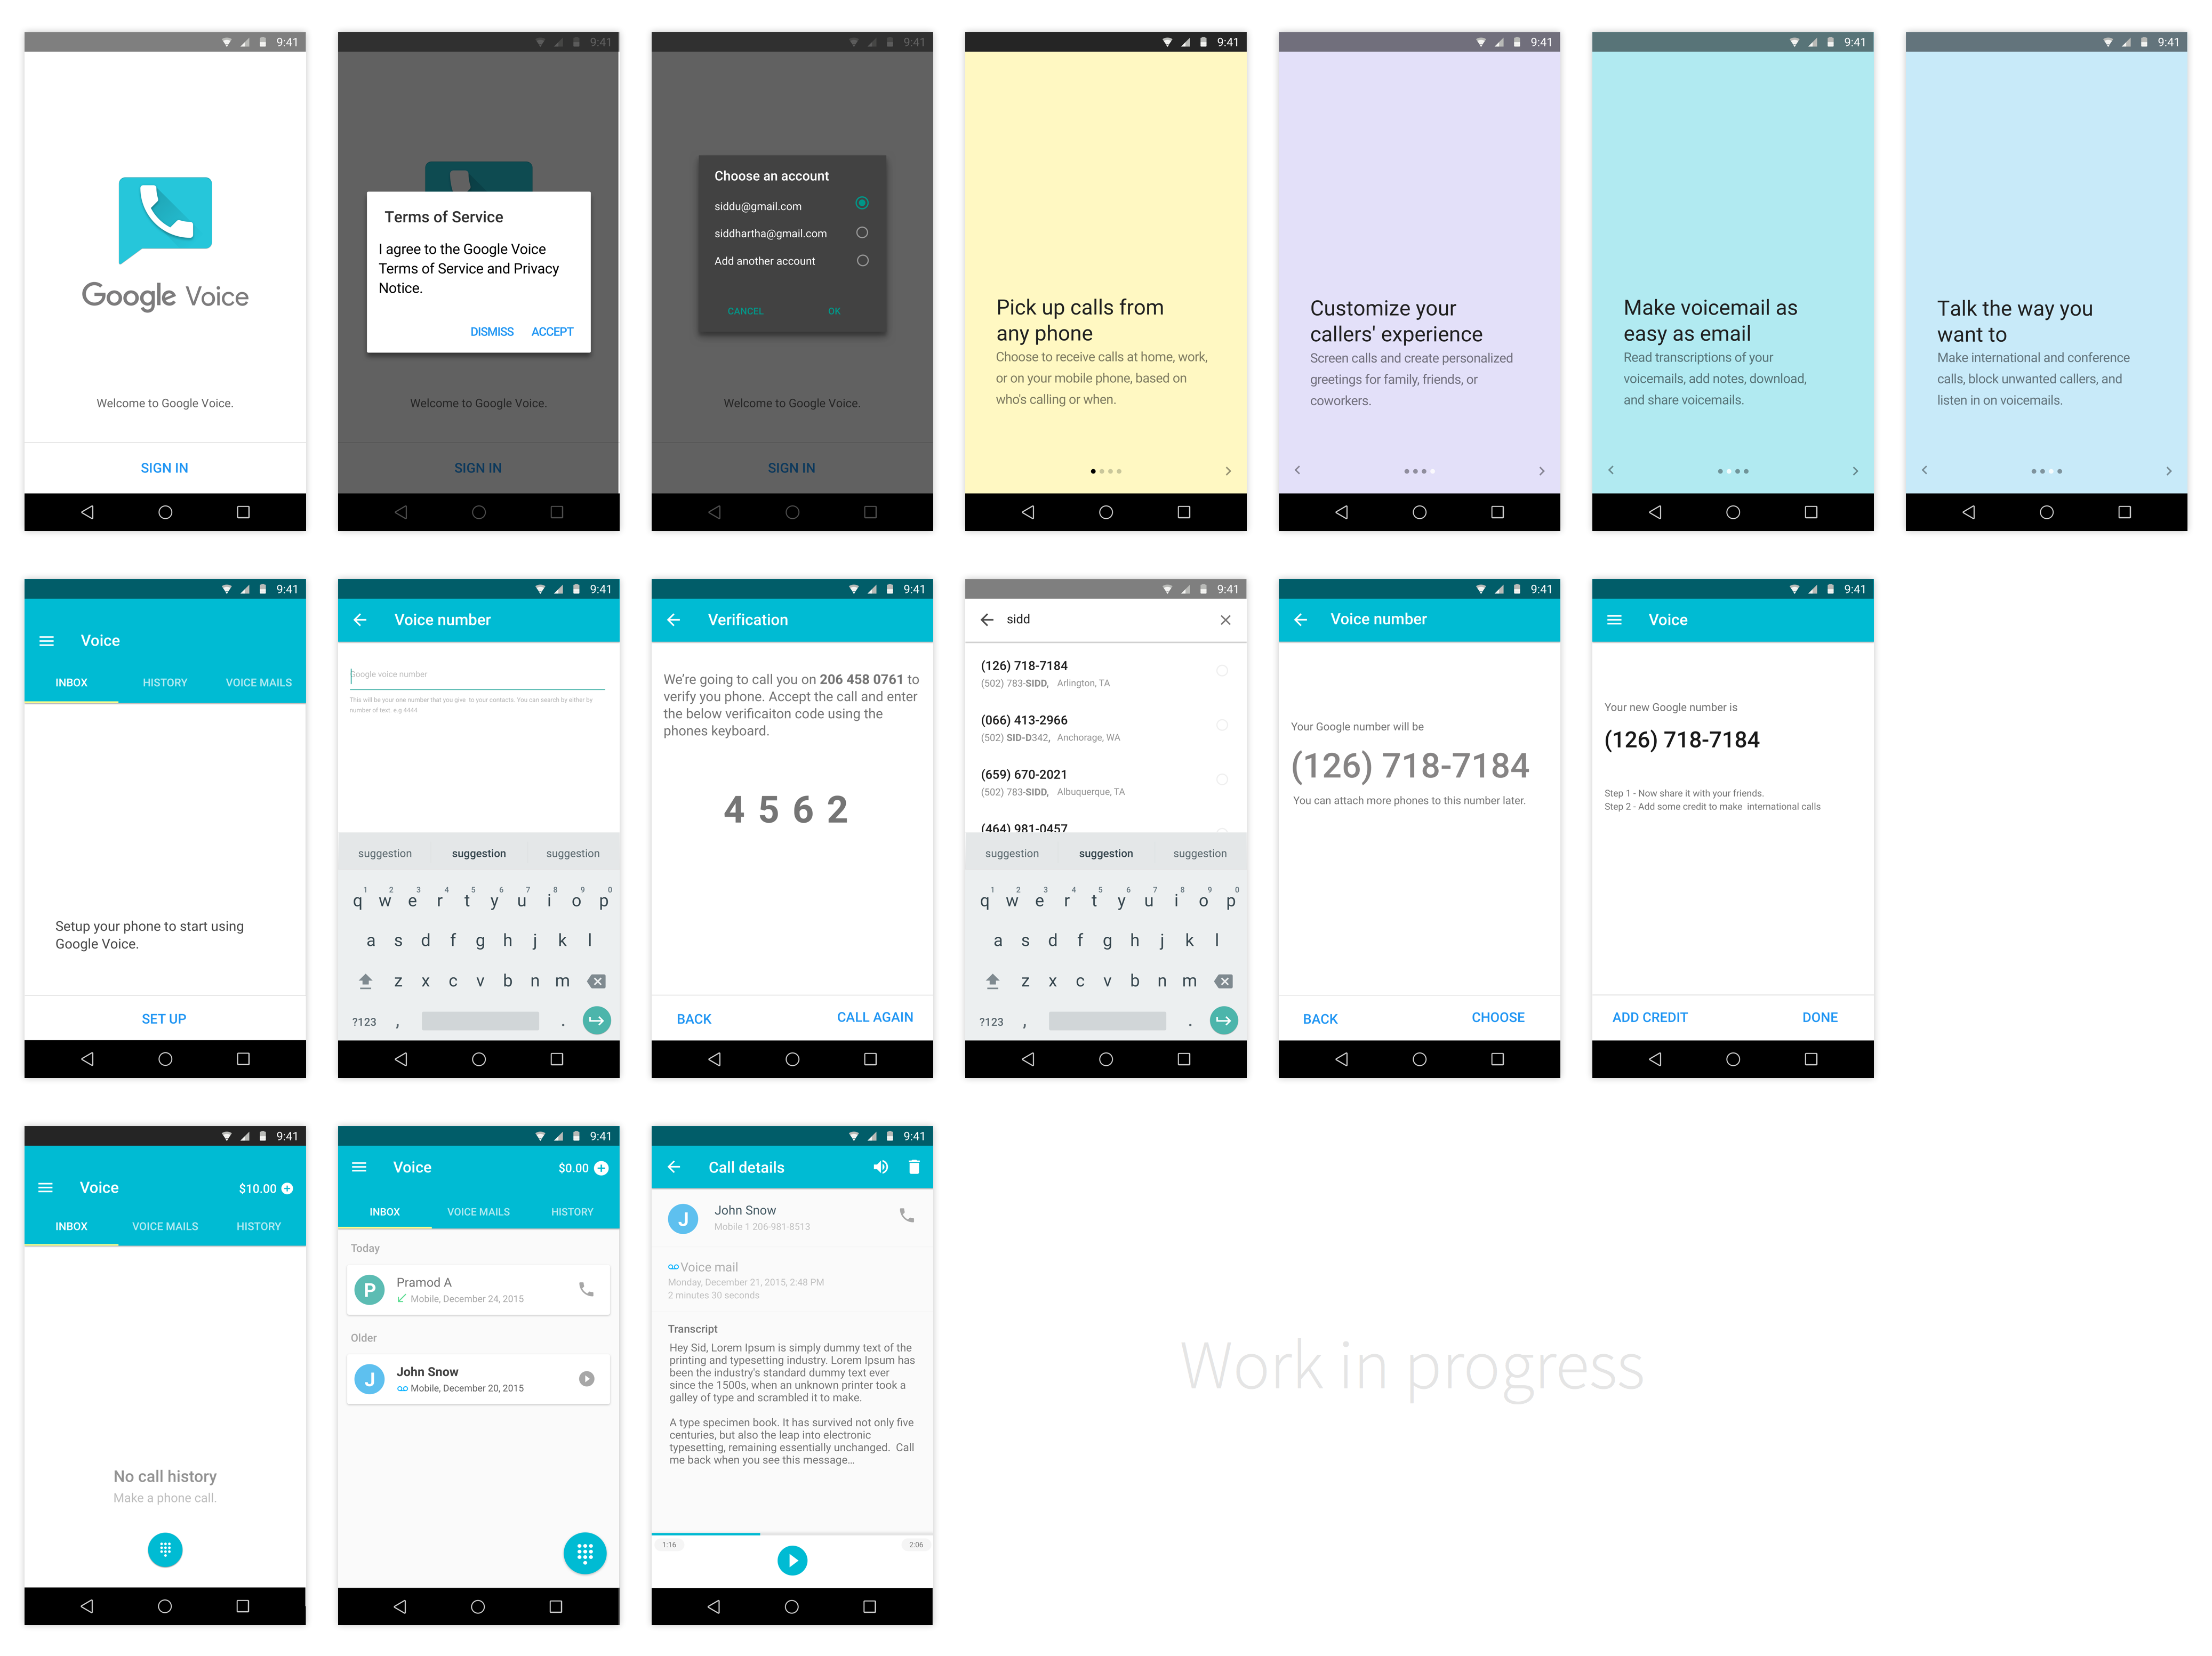 9:41
Google Voice
Welcome to Google Voice.
SIGN IN
9:41
Terms of Service
I agree to the Google Voice
Terms of Service and Privacy
Notice.
DISMISS ACCEPT
Welcome to Google Voice.
SIGN IN
9:41
Choose an account
siddu@gmail.com
siddhartha@gmail.com
Add another account
CANCEL OK
Welcome to Google Voice.
SIGN IN
9:41
Pick up calls from
any phone
Choose to receive calls at home, work,
or on your mobile phone, based on
who's calling or when.
9:41
Customize your
callers' experience
Screen calls and create personalized
greetings for family, friends, or
coworkers.
9:41
Make voicemail as
easy as email
Read transcriptions of your
voicemails, add notes, download,
and share voicemails.
9:41
Talk the way you
want to
Make international and conference
calls, block unwanted callers, and
listen in on voicemails.
9:41
Voice
INBOX HISTORY VOICE MAILS
Setup your phone to start using
Google Voice.
SET UP
9:41
Voice number
Google voice number
This will be your one number that you give to your contacts. You can search by either by
number of text. e.g 4444
suggestion suggestion suggestion
1 2 3 4 5 6 7 8 9 0
q w e r t y u i o p
a s d f g h j k l
z x c v b n m
?123 , .
9:41
Verification
We're going to call you on 206 458 0761 to
verify you phone. Accept the call and enter
the below verificaiton code using the
phones keyboard.
4 5 6 2
BACK CALL AGAIN
9:41
sidd
(126) 718-7184
(502) 783-SIDD, Arlington, TA
(066) 413-2966
(502) SID-D342, Anchorage, WA
(659) 670-2021
(502) 783-SIDD, Albuquerque, TA
(464) 981-0457
suggestion suggestion suggestion
1 2 3 4 5 6 7 8 9 0
q w e r t y u i o p
a s d f g h j k l
z x c v b n m
?123 , .
9:41
Voice number
Your Google number will be
(126) 718-7184
You can attach more phones to this number later.
BACK CHOOSE
9:41
Voice
Your new Google number is
(126) 718-7184
Step 1 - Now share it with your friends.
Step 2 - Add some credit to make international calls
ADD CREDIT DONE
9:41
Voice $10.00
INBOX VOICE MAILS HISTORY
No call history
Make a phone call.
9:41
Voice $0.00
INBOX VOICE MAILS HISTORY
Today
P Pramod A
Mobile, December 24, 2015
Older
J John Snow
Mobile, December 20, 2015
9:41
Call details
J John Snow
Mobile 1 206-981-8513
Voice mail
Monday, December 21, 2015, 2:48 PM
2 minutes 30 seconds
Transcript
Hey Sid, Lorem Ipsum is simply dummy text of the
printing and typesetting industry. Lorem Ipsum has
been the industry's standard dummy text ever
since the 1500s, when an unknown printer took a
galley of type and scrambled it to make.
A type specimen book. It has survived not only five
centuries, but also the leap into electronic
typesetting, remaining essentially unchanged. Call
me back when you see this message...
1:16 2:06
Work in progress